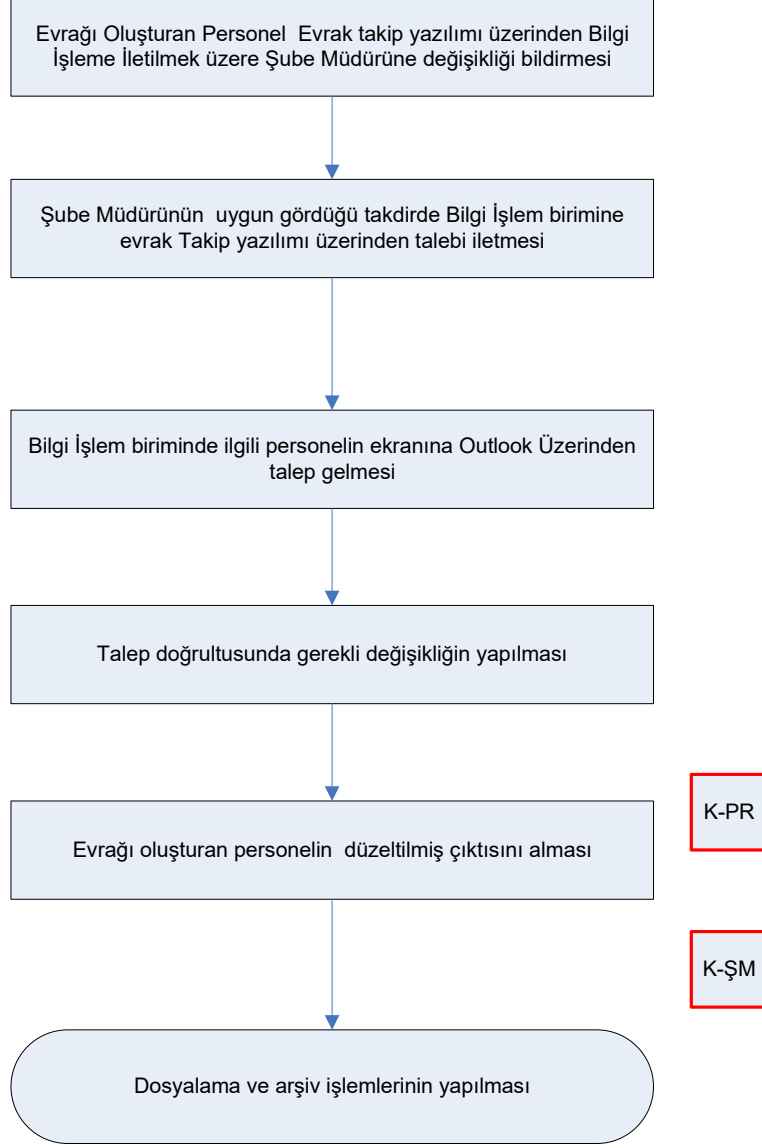 Evrağı Oluşturan Personel  Evrak takip yazılımı üzerinden Bilgi
İşleme İletilmek üzere Şube Müdürüne değişikliği bildirmesi
Şube Müdürünün  uygun gördüğü takdirde Bilgi İşlem birimine
evrak Takip yazılımı üzerinden talebi iletmesi
Bilgi İşlem biriminde ilgili personelin ekranına Outlook Üzerinden
talep gelmesi
Talep doğrultusunda gerekli değişikliğin yapılması
K-PR
Evrağı oluşturan personelin  düzeltilmiş çıktısını alması
K-ŞM
Dosyalama ve arşiv işlemlerinin yapılması